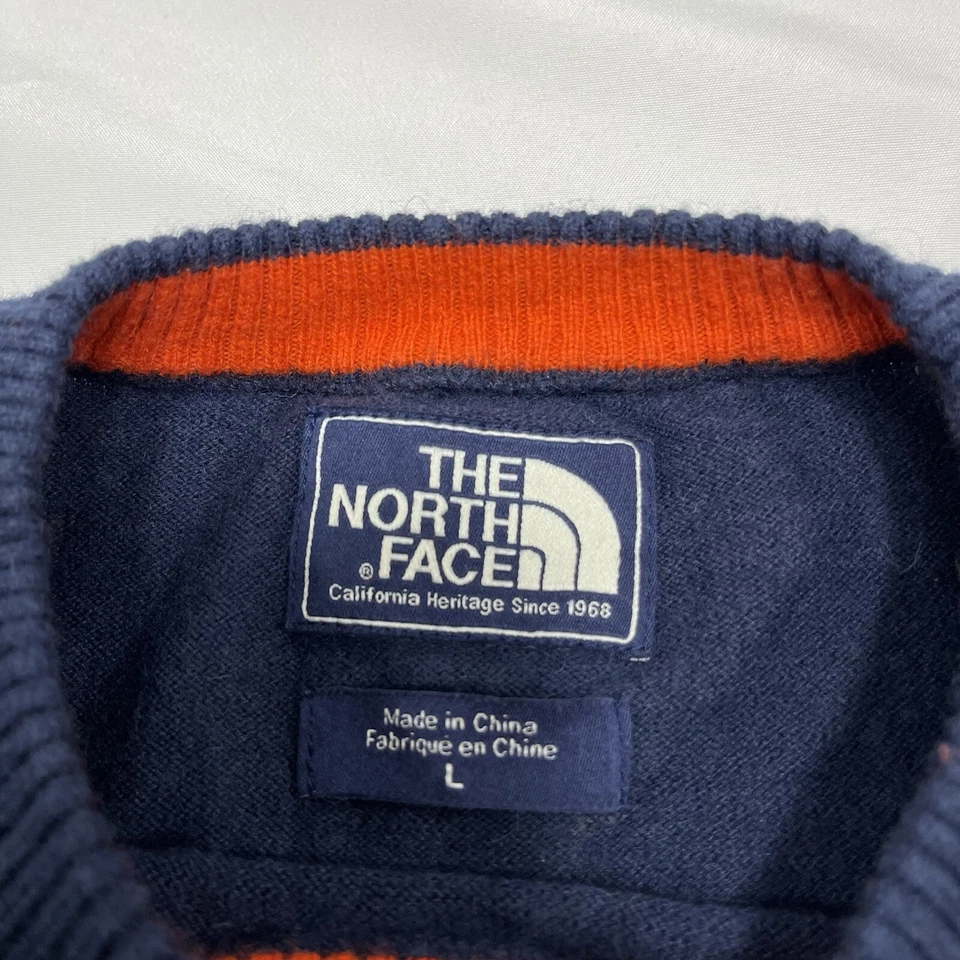 THE
NORTH
FACE
®
California Heritage Since 1968
Made in China
Fabriqué en Chine
L